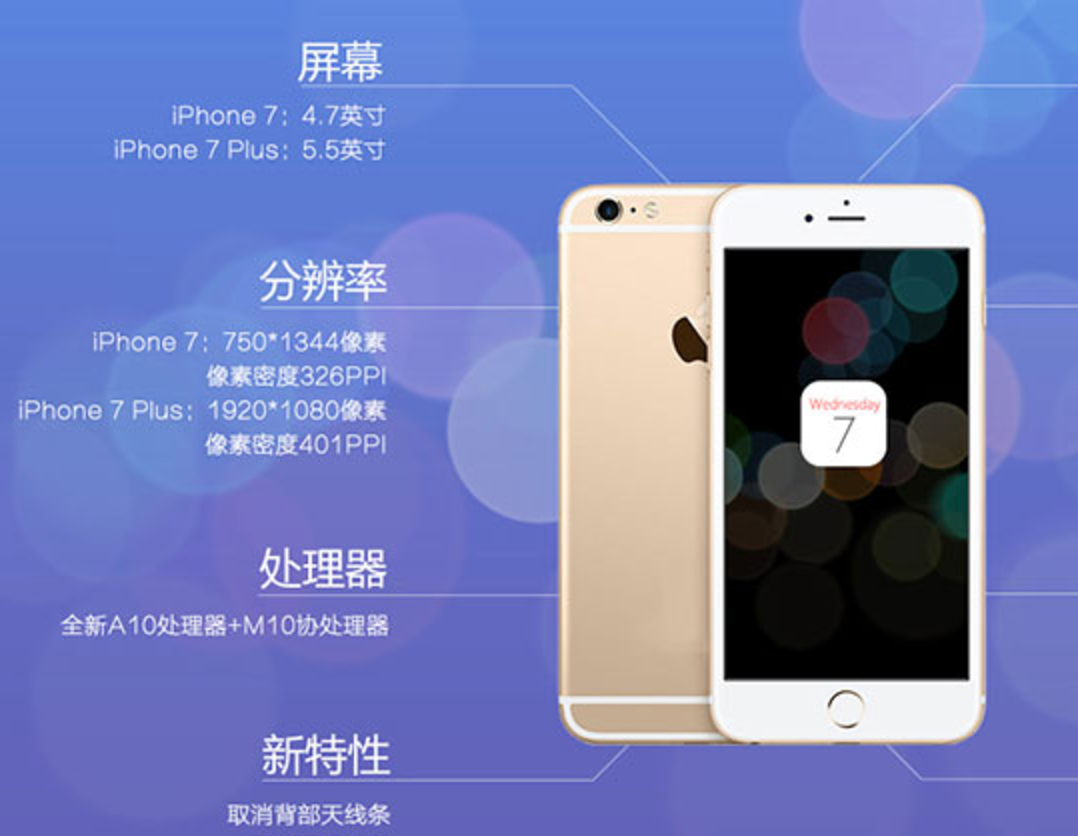 屏幕
iPhone 7：4.7英寸
iPhone 7 Plus：5.5英寸
分辨率
iPhone 7：750*1344像素
像素密度326PPI
iPhone 7 Plus：1920*1080像素
像素密度401PPI
Wednesday
7
处理器
全新A10处理器+M10协处理器
新特性
取消背部天线条